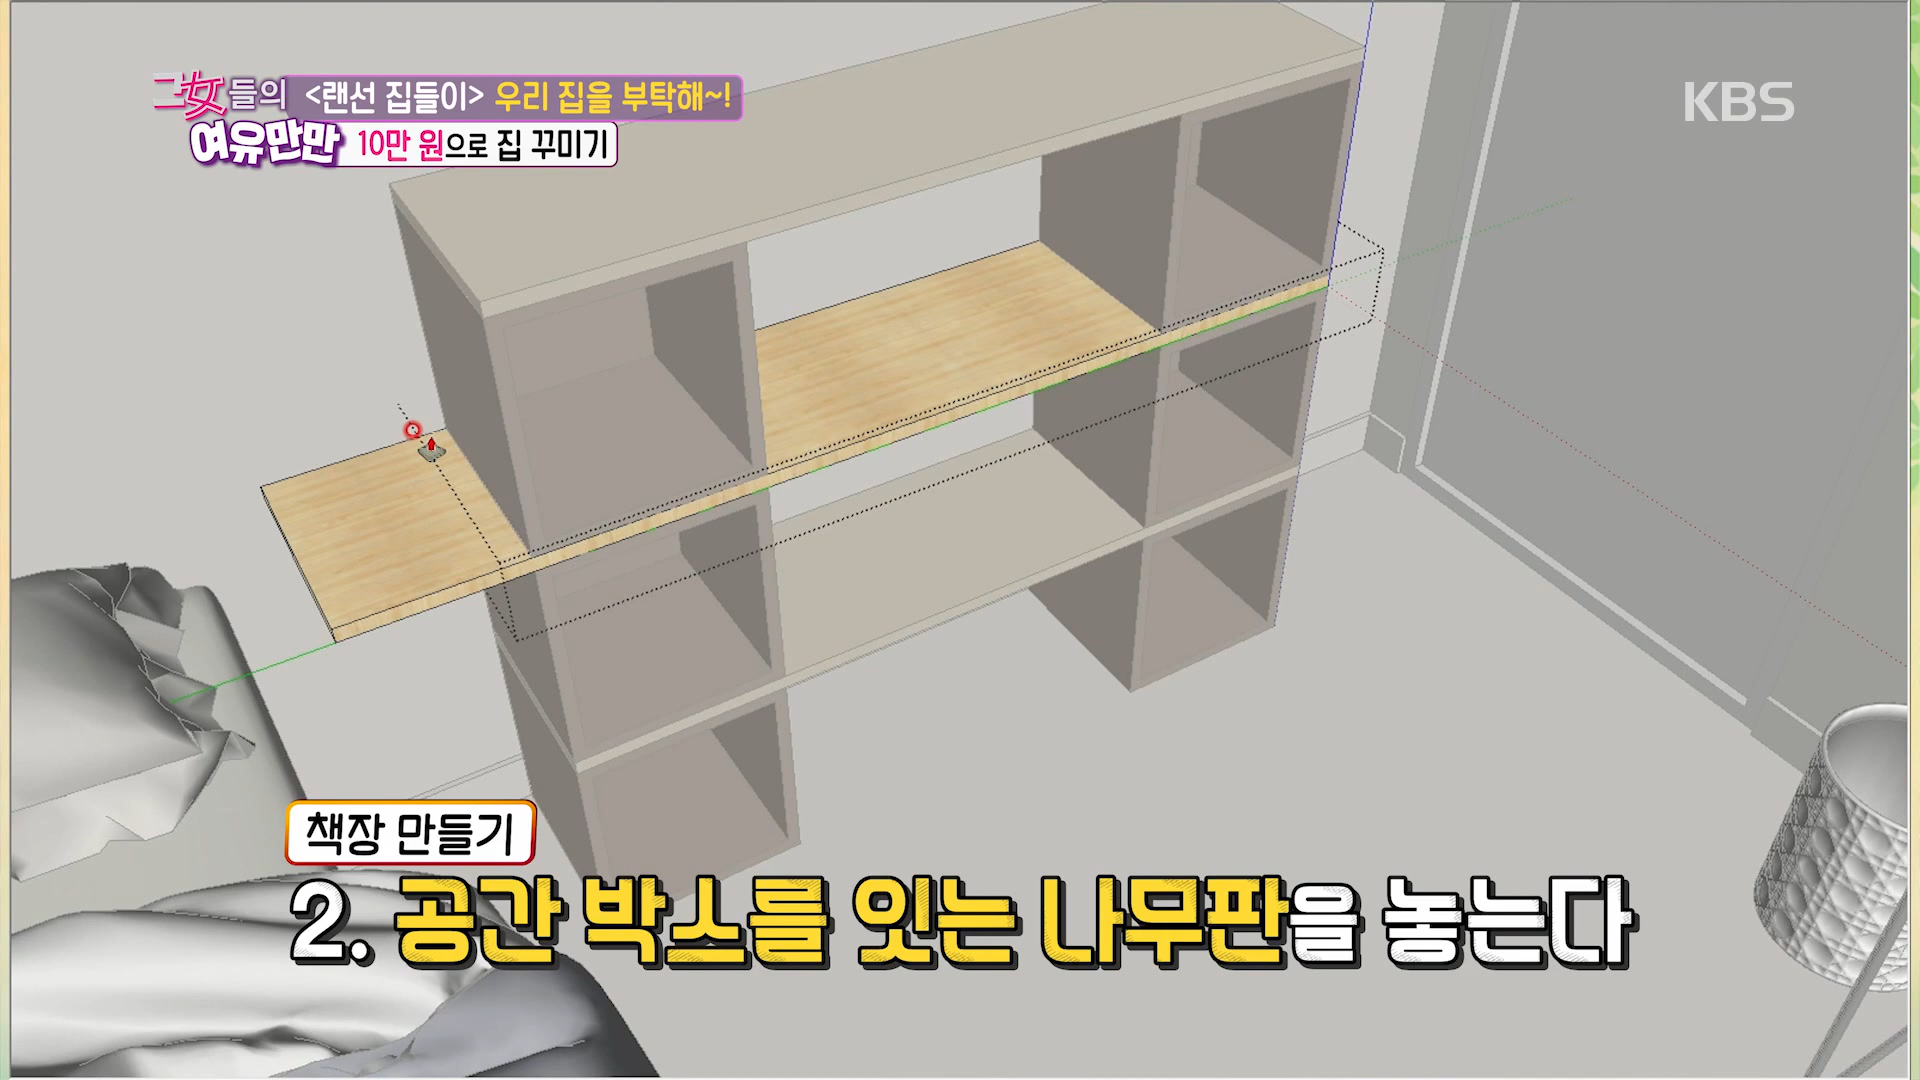 그女들의 여유만만
<랜선 집들이> 우리 집을 부탁해~!
10만 원으로 집 꾸미기
KBS
책장 만들기
2. 공간 박스를 잇는 나무판을 놓는다